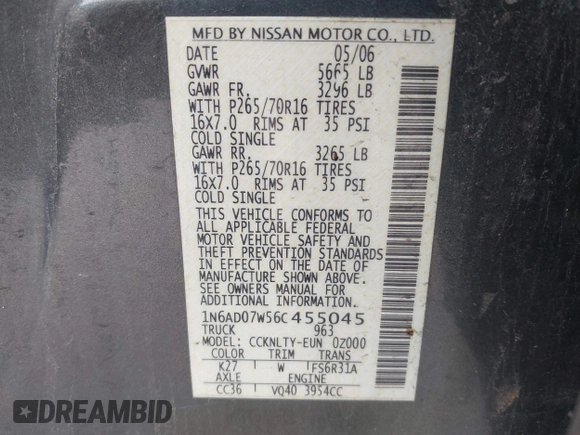 MFD BY NISSAN MOTOR CO., LTD.
DATE 05/06
GVWR 5665 LB
GAWR FR. 3296 LB
WITH P265/70R16 TIRES
16X7.0 RIMS AT 35 PSI
COLD SINGLE
GAWR RR. 3265 LB
WITH P265/70R16 TIRES
16X7.0 RIMS AT 35 PSI
COLD SINGLE
THIS VEHICLE CONFORMS TO
ALL APPLICABLE FEDERAL
MOTOR VEHICLE SAFETY AND
THEFT PREVENTION STANDARDS
IN EFFECT ON THE DATE OF
MANUFACTURE SHOWN ABOVE.
SEE OWNERS MANUAL FOR
ADDITIONAL INFORMATION.
1N6AD07W56C455045
TRUCK 963
MODEL: CCKNLTY-EUN 0Z000
COLOR TRIM TRANS
K27 W FS6R31A
AXLE ENGINE
CC36 VQ40 3954CC
DREAMBID